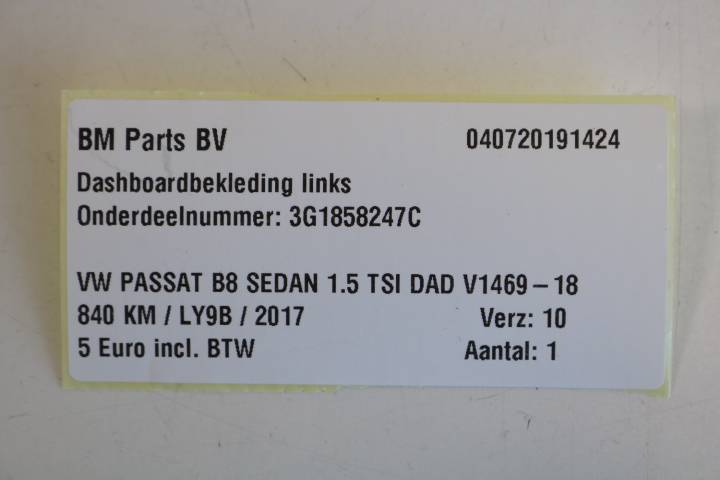 BM Parts BV 040720191424
Dashboardbekleding links
Onderdeelnummer: 3G1858247C
VW PASSAT B8 SEDAN 1.5 TSI DAD V1469-18
840 KM / LY9B / 2017 Verz: 10
5 Euro incl. BTW Aantal: 1